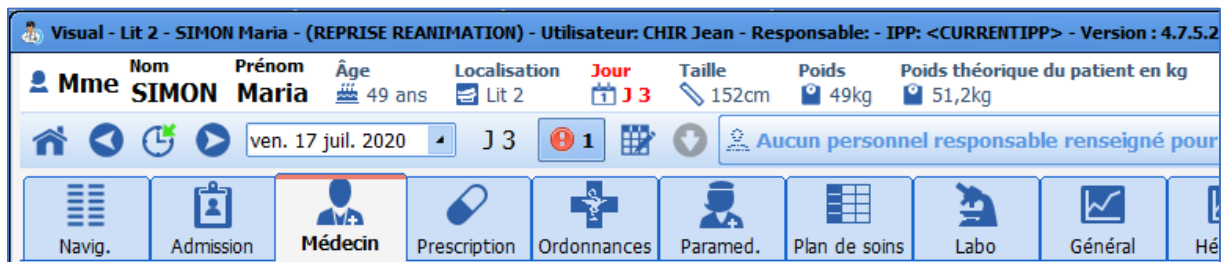 Visual - Lit 2 - SIMON Maria - (REPRISE REANIMATION) - Utilisateur: CHIR Jean - Responsable: - IPP: <CURRENTIPP> - Version : 4.7.5.2
Mme Nom Prénom Âge Localisation Jour Taille Poids Poids théorique du patient en kg
SIMON Maria 49 ans Lit 2 J 3 152cm 49kg 51,2kg
ven. 17 juil. 2020 J 3 1 Aucun personnel responsable renseigné pour
Navig. Admission Médecin Prescription Ordonnances Paramed. Plan de soins Labo Général Hé